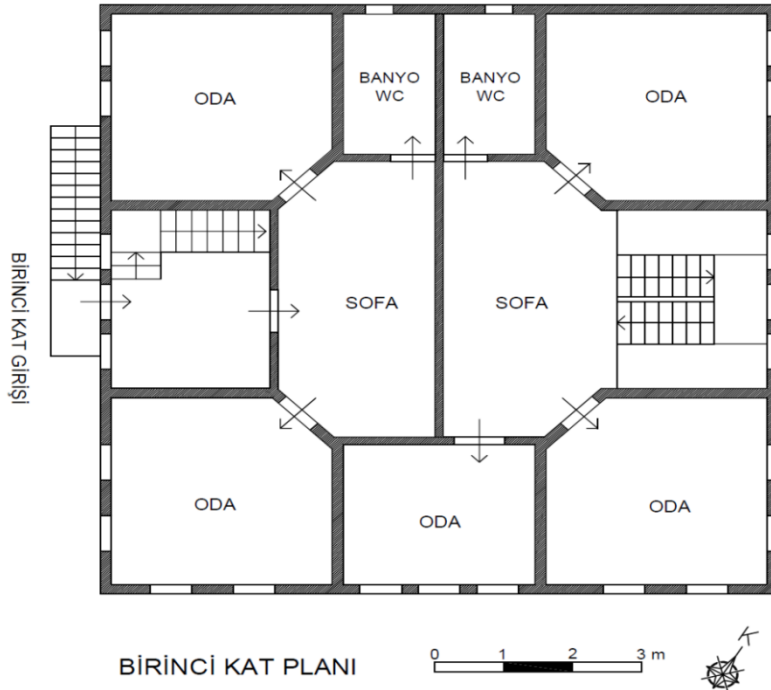 ODA
BANYO
WC
BANYO
WC
ODA
BİRİNCİ KAT GİRİŞİ
SOFA
SOFA
ODA
ODA
ODA
BİRİNCİ KAT PLANI
0 1 2 3 m
K